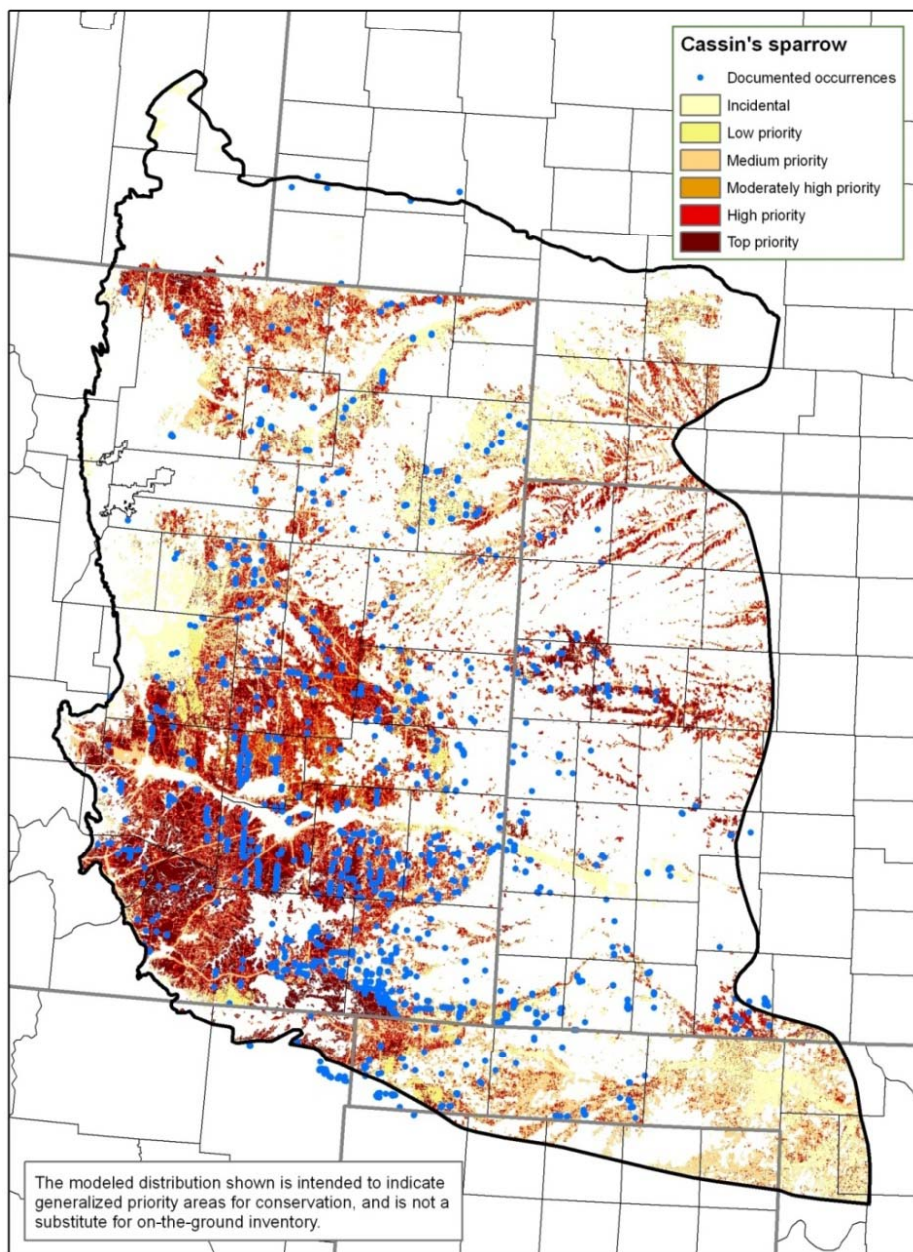 Cassin's sparrow
Documented occurrences
Incidental
Low priority
Medium priority
Moderately high priority
High priority
Top priority
The modeled distribution shown is intended to indicate
generalized priority areas for conservation, and is not a
substitute for on-the-ground inventory.